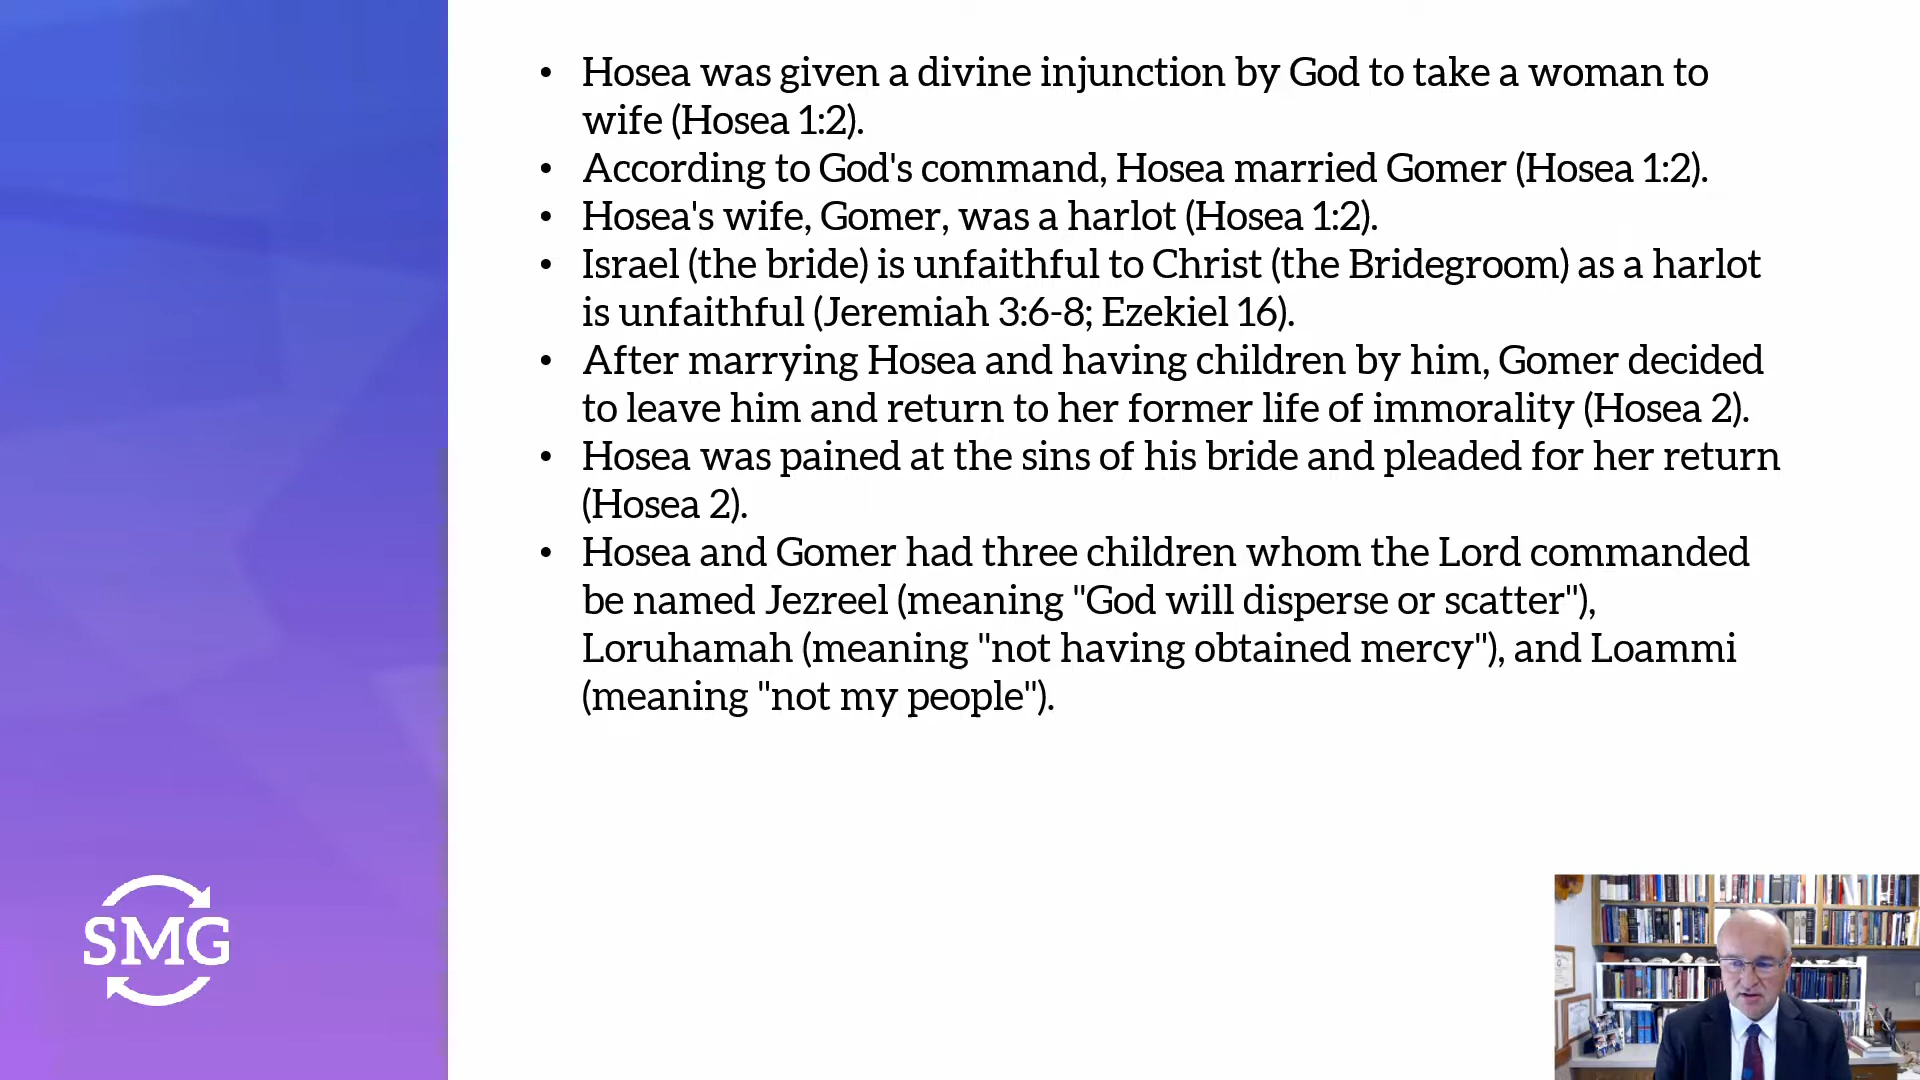 • Hosea was given a divine injunction by God to take a woman to
wife (Hosea 1:2).
• According to God's command, Hosea married Gomer (Hosea 1:2).
• Hosea's wife, Gomer, was a harlot (Hosea 1:2).
• Israel (the bride) is unfaithful to Christ (the Bridegroom) as a harlot
is unfaithful (Jeremiah 3:6-8; Ezekiel 16).
• After marrying Hosea and having children by him, Gomer decided
to leave him and return to her former life of immorality (Hosea 2).
• Hosea was pained at the sins of his bride and pleaded for her return
(Hosea 2).
• Hosea and Gomer had three children whom the Lord commanded
be named Jezreel (meaning "God will disperse or scatter"),
Loruhamah (meaning "not having obtained mercy"), and Loammi
(meaning "not my people").
SMG